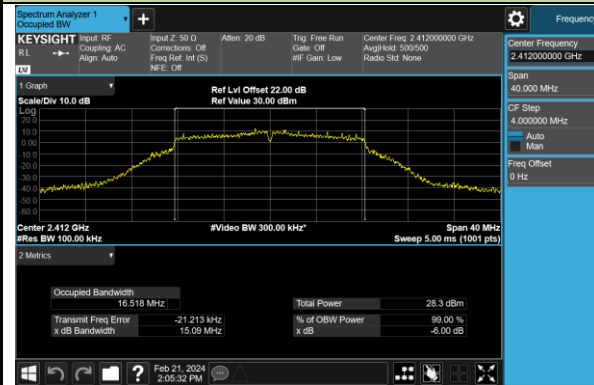 Spectrum Analyzer 1
Occupied BW
Frequency
KEYSIGHT Input: RF Input Z: 50 Ω Atten: 20 dB Trig: Free Run Center Freq: 2.412000000 GHz
RL Coupling: AC Corrections: Off Gate: Off Avg|Hold: 500/500
Align: Auto Freq Ref: Int (S) #IF Gain: Low Radio Std: None
NFE: Off
LXI
Center Frequency
2.412000000 GHz
Span
40.000 MHz
CF Step
4.000000 MHz
Auto
Man
Freq Offset
0 Hz
1 Graph
Ref Lvl Offset 22.00 dB
Scale/Div 10.0 dB Ref Value 30.00 dBm
Log
20.0
10.0
0.00
-10.0
-20.0
-30.0
-40.0
-50.0
-60.0
Center 2.412 GHz #Video BW 300.00 kHz* Span 40 MHz
#Res BW 100.00 kHz Sweep 5.00 ms (1001 pts)
2 Metrics
Occupied Bandwidth
16.518 MHz Total Power 28.3 dBm
Transmit Freq Error -21.213 kHz % of OBW Power 99.00 %
x dB Bandwidth 15.09 MHz x dB -6.00 dB
Feb 21, 2024
2:05:32 PM